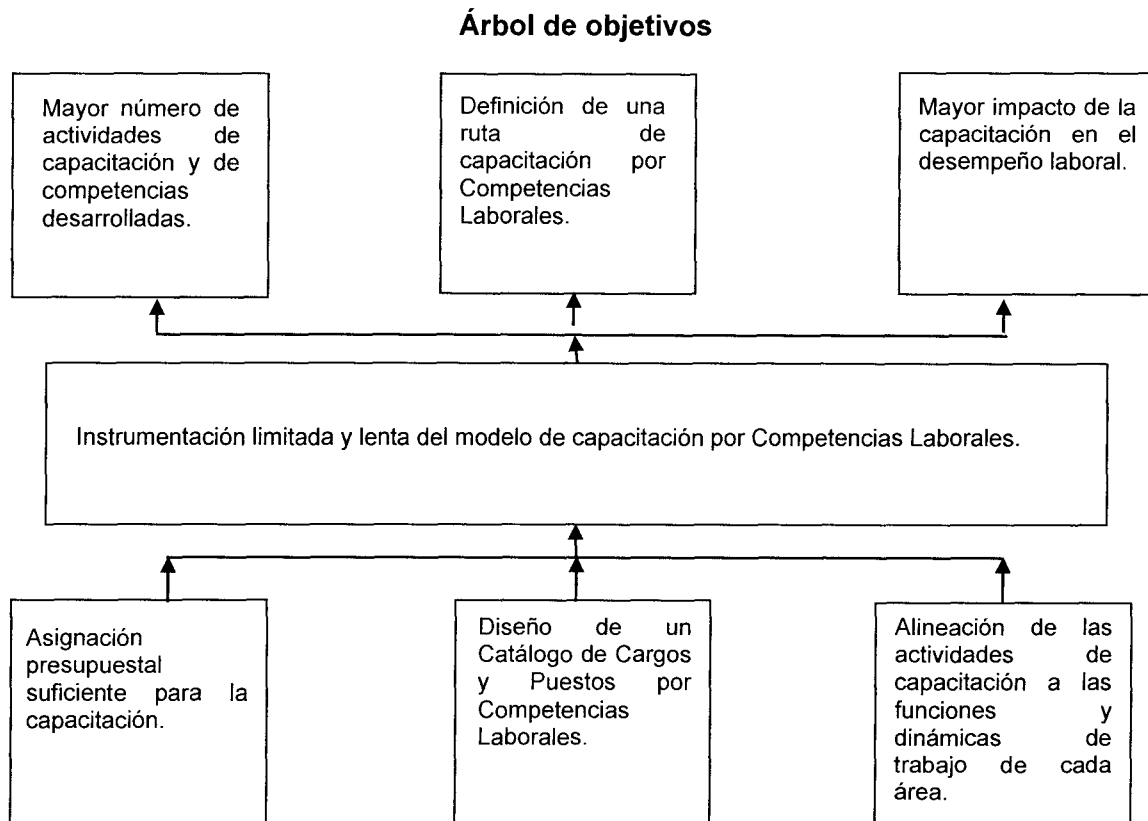 Árbol de objetivos
Mayor número de
actividades de
capacitación y de
competencias
desarrolladas.
Definición de una
ruta de
capacitación por
Competencias
Laborales.
Mayor impacto de la
capacitación en el
desempeño laboral.
Instrumentación limitada y lenta del modelo de capacitación por Competencias Laborales.
Asignación
presupuestal
suficiente para la
capacitación.
Diseño de un
Catálogo de Cargos
y Puestos por
Competencias
Laborales.
Alineación de las
actividades de
capacitación a las
funciones y
dinámicas de
trabajo de cada
área.